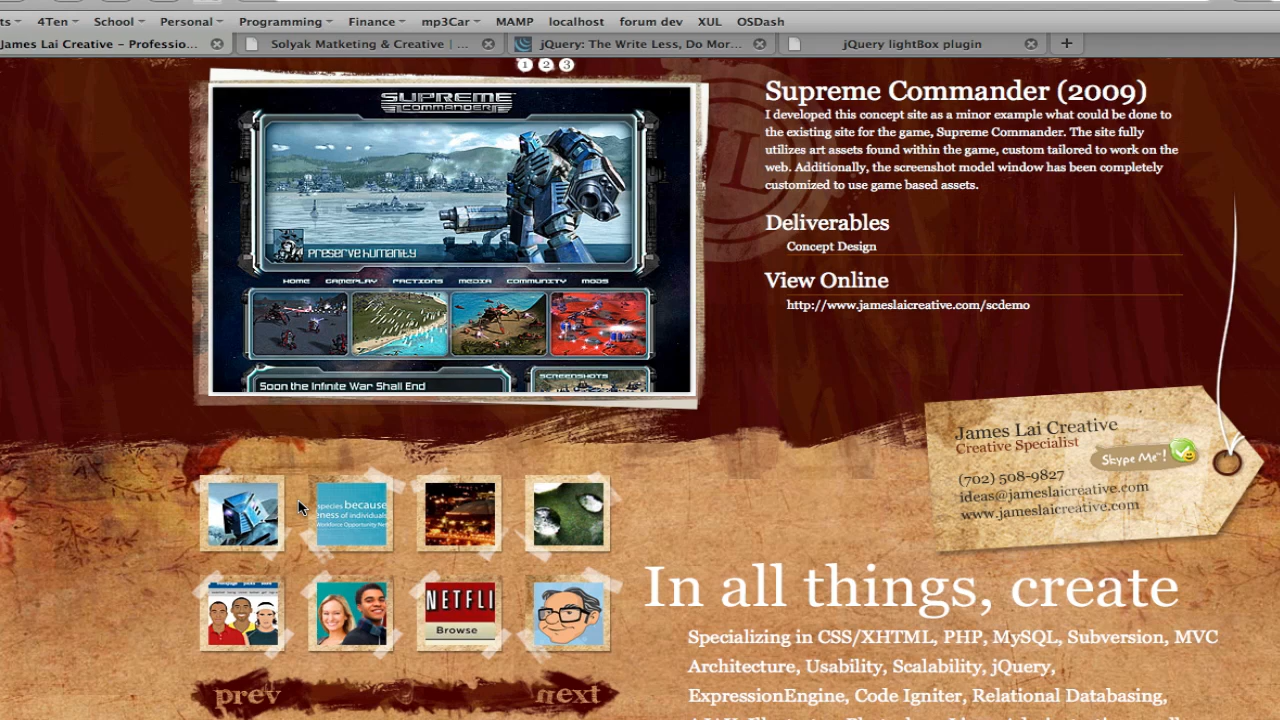 ts 4Ten School Personal Programming Finance mp3Car MAMP localhost forum dev XUL OSDash
James Lai Creative – Professio... Solyak Matketing & Creative | ... jQuery: The Write Less, Do Mor... jQuery lightBox plugin
1 2 3
SUPREME
COMMANDER
PRESERVE HUMANITY
HOME GAMEPLAY FACTIONS MEDIA COMMUNITY MODS
Soon the Infinite War Shall End
SCREENSHOTS
Supreme Commander (2009)
I developed this concept site as a minor example what could be done to
the existing site for the game, Supreme Commander. The site fully
utilizes art assets found within the game, custom tailored to work on the
web. Additionally, the screenshot model window has been completely
customized to use game based assets.
Deliverables
Concept Design
View Online
http://www.jameslaicreative.com/scdemo
James Lai Creative
Creative Specialist
Skype Me™!
(702) 508-9827
ideas@jameslaicreative.com
www.jameslaicreative.com
species because
eness of individuals
Workforce Opportunity Ne
NETFLI
Browse
prev next
In all things, create
Specializing in CSS/XHTML, PHP, MySQL, Subversion, MVC
Architecture, Usability, Scalability, jQuery,
ExpressionEngine, Code Igniter, Relational Databasing,